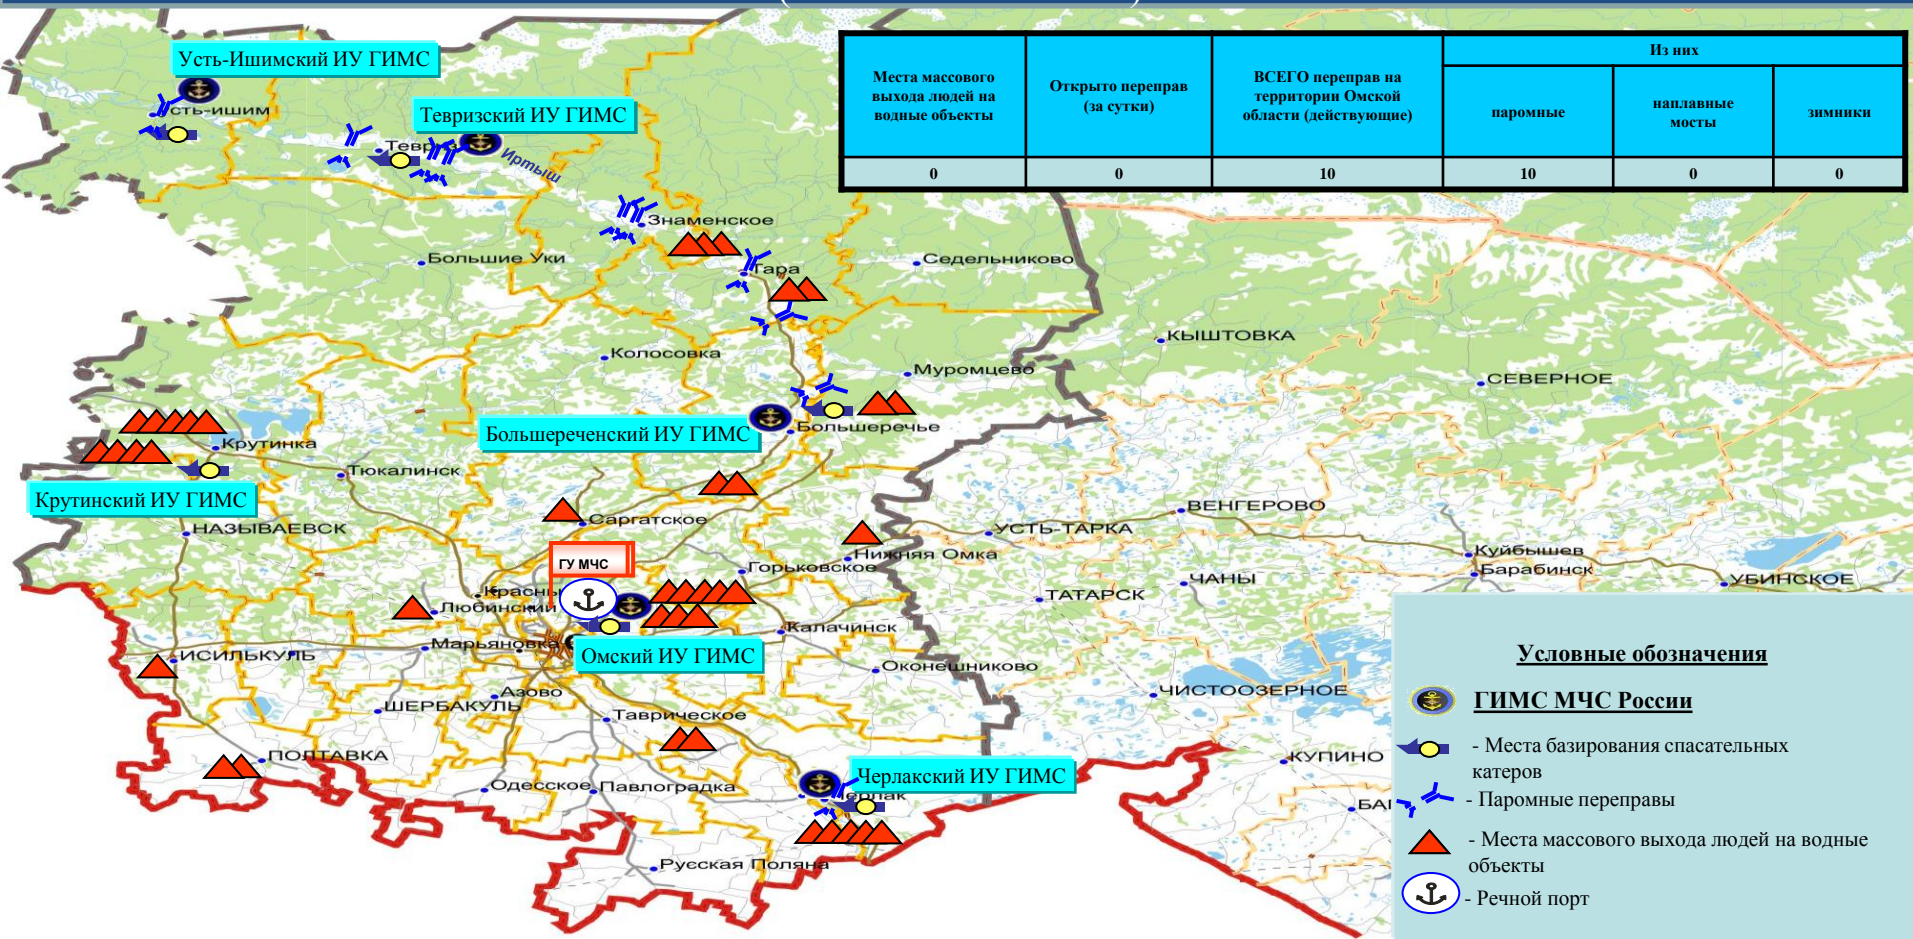 Усть-Ишимский ИУ ГИМС
Тевризский ИУ ГИМС
Иртыш
Знаменское
Большие Уки
Тара
Седельниково
Колосовка
Муромцево
КЫШТОВКА
СЕВЕРНОЕ
Большереченский ИУ ГИМС
Большеречье
Крутинка
Тюкалинск
Крутинский ИУ ГИМС
НАЗЫВАЕВСК
Саргатское
ВЕНГЕРОВО
УСТЬ-ТАРКА
Нижняя Омка
Куйбышев
Барабинск
ГУ МЧС
Горьковское
ЧАНЫ
УБИНСКОЕ
ТАТАРСК
Любинский
Калачинск
Марьяновка
ИСИЛЬКУЛЬ
Омский ИУ ГИМС
Оконешниково
Азово
ЧИСТООЗЕРНОЕ
ШЕРБАКУЛЬ
Таврическое
ПОЛТАВКА
КУПИНО
Одесское
Павлоградка
Черлакский ИУ ГИМС
Русская Поляна
Места массового
выхода людей на
водные объекты
Открыто переправ
(за сутки)
ВСЕГО переправ на
территории Омской
области (действующие)
Из них
паромные
наплавные
мосты
зимники
0
0
10
10
0
0
Условные обозначения
ГИМС МЧС России
- Места базирования спасательных
катеров
- Паромные переправы
- Места массового выхода людей на водные
объекты
- Речной порт